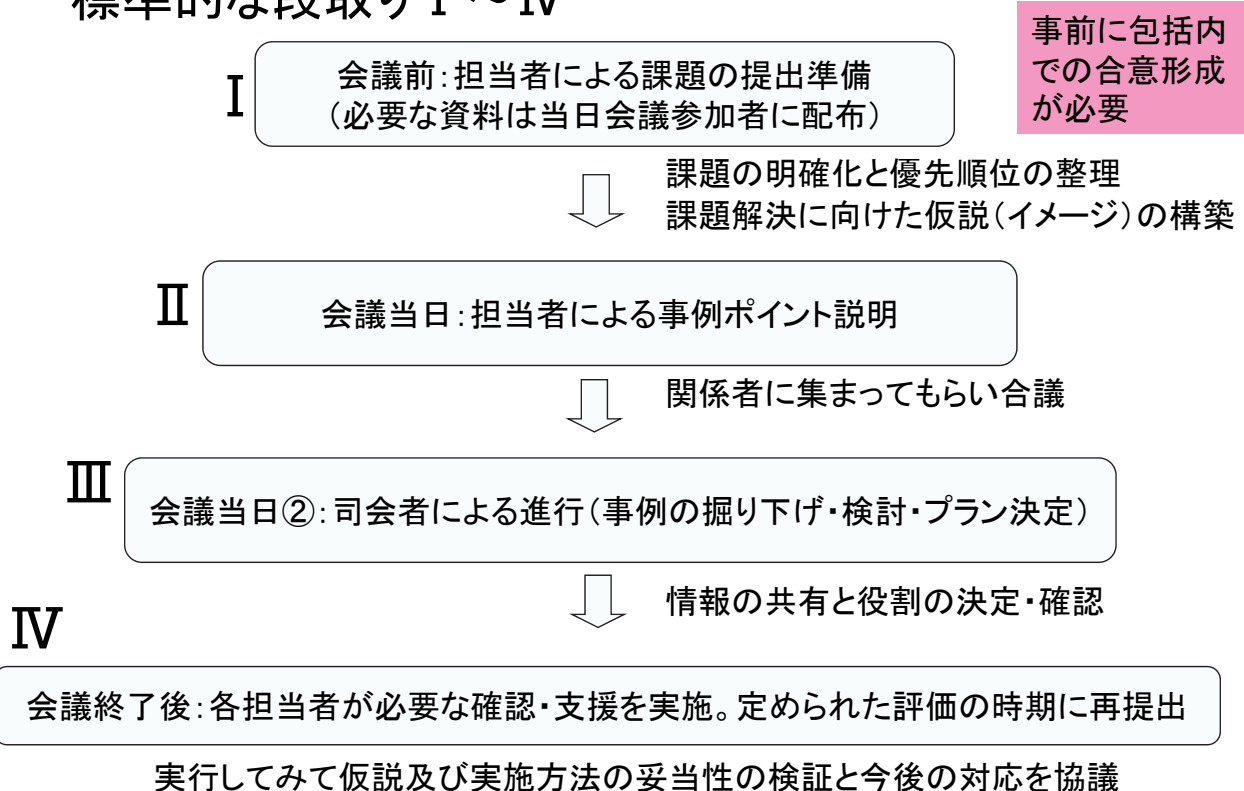 標準的な段取りⅠ~Ⅳ
事前に包括内
での合意形成
が必要
Ⅰ
会議前:担当者による課題の提出準備
(必要な資料は当日会議参加者に配布)
課題の明確化と優先順位の整理
課題解決に向けた仮説(イメージ)の構築
Ⅱ
会議当日:担当者による事例ポイント説明
関係者に集まってもらい合議
Ⅲ
会議当日②:司会者による進行(事例の掘り下げ・検討・プラン決定)
情報の共有と役割の決定・確認
Ⅳ
会議終了後:各担当者が必要な確認・支援を実施。定められた評価の時期に再提出
実行してみて仮説及び実施方法の妥当性の検証と今後の対応を協議